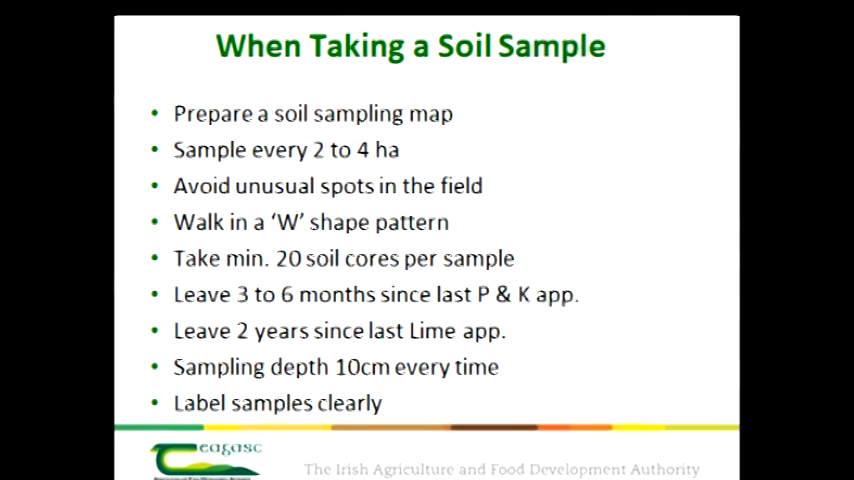 When Taking a Soil Sample
• Prepare a soil sampling map
• Sample every 2 to 4 ha
• Avoid unusual spots in the field
• Walk in a ‘W’ shape pattern
• Take min. 20 soil cores per sample
• Leave 3 to 6 months since last P & K app.
• Leave 2 years since last Lime app.
• Sampling depth 10cm every time
• Label samples clearly
Teagasc
The Irish Agriculture and Food Development Authority